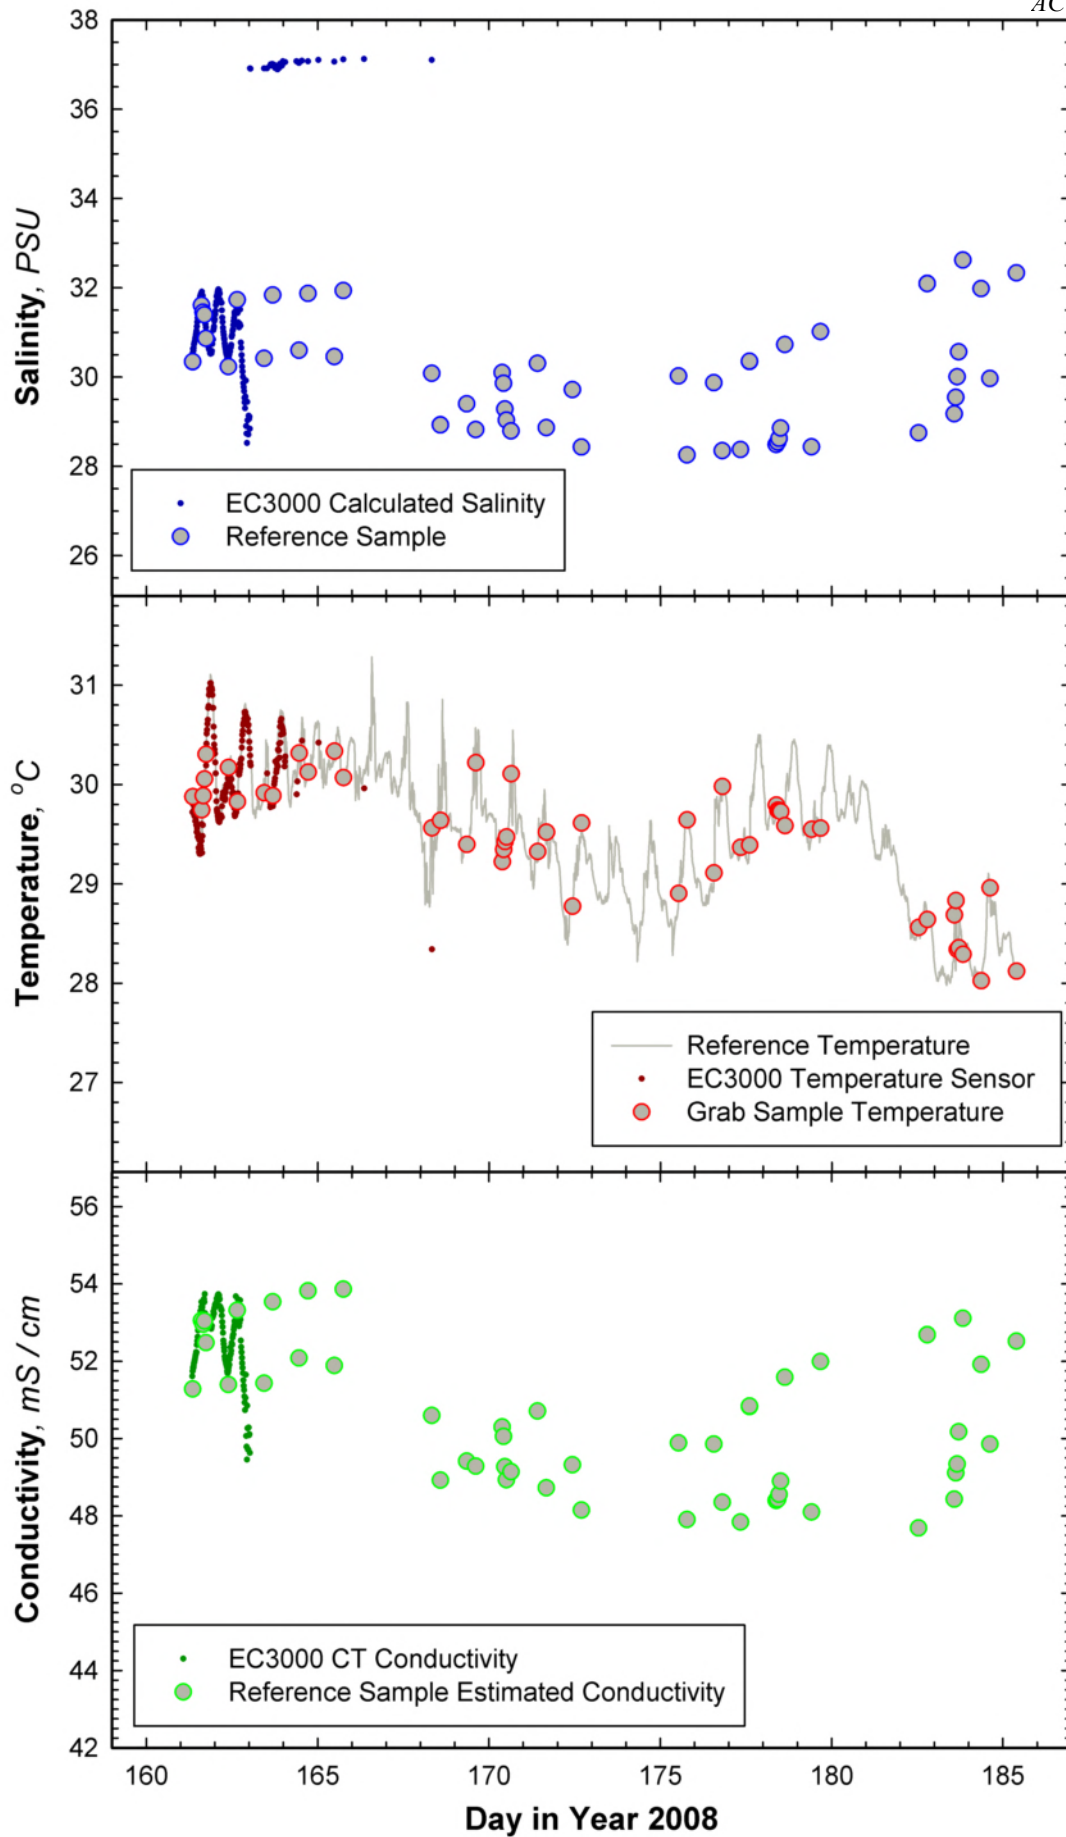 AC
38
36
34
32
30
28
26
Salinity, PSU
EC3000 Calculated Salinity
Reference Sample
31
30
29
28
27
Temperature, °C
Reference Temperature
EC3000 Temperature Sensor
Grab Sample Temperature
56
54
52
50
48
46
44
42
Conductivity, mS / cm
EC3000 CT Conductivity
Reference Sample Estimated Conductivity
160 165 170 175 180 185
Day in Year 2008